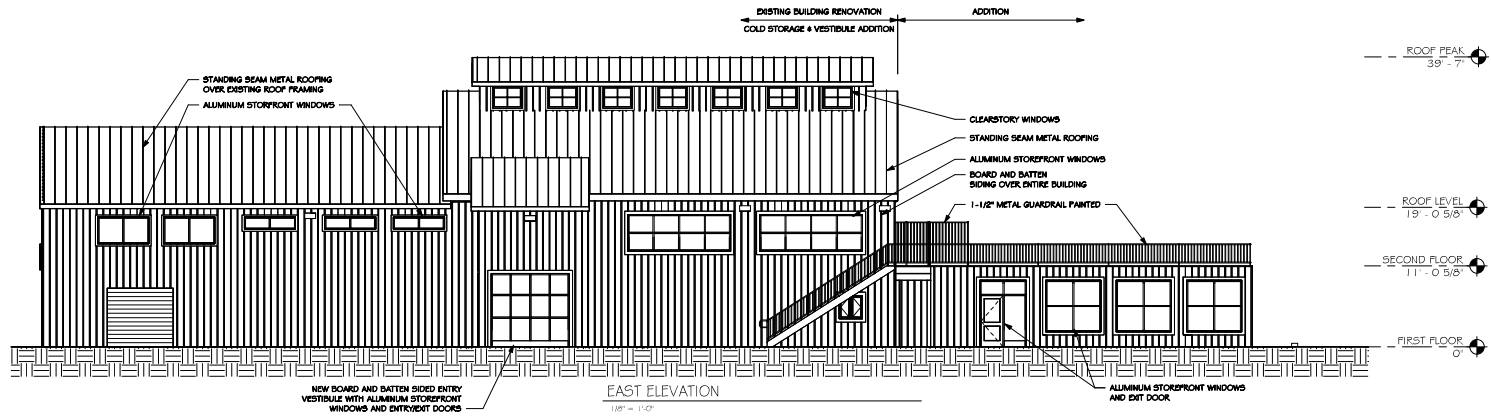 EXISTING BUILDING RENOVATION
ADDITION
COLD STORAGE & VESTIBULE ADDITION
ROOF PEAK
39' - 7"
STANDING SEAM METAL ROOFING
OVER EXISTING ROOF FRAMING
ALUMINUM STORFRONT WINDOWS
CLEARSTORY WINDOWS
STANDING SEAM METAL ROOFING
ALUMINUM STOREFRONT WINDOWS
BOARD AND BATTEN
SIDING OVER ENTIRE BUILDING
1-1/2" METAL GUARDRAIL PAINTED
ROOF LEVEL
19' - 0 5/8"
SECOND FLOOR
11' - 0 5/8"
FIRST FLOOR
0"
NEW BOARD AND BATTEN SIDED ENTRY
VESTIBULE WITH ALUMINUM STOREFRONT
WINDOWS AND ENTRY/EXIT DOORS
EAST ELEVATION
1/8" = 1'-0"
ALUMINUM STOREFRONT WINDOWS
AND EXIT DOOR